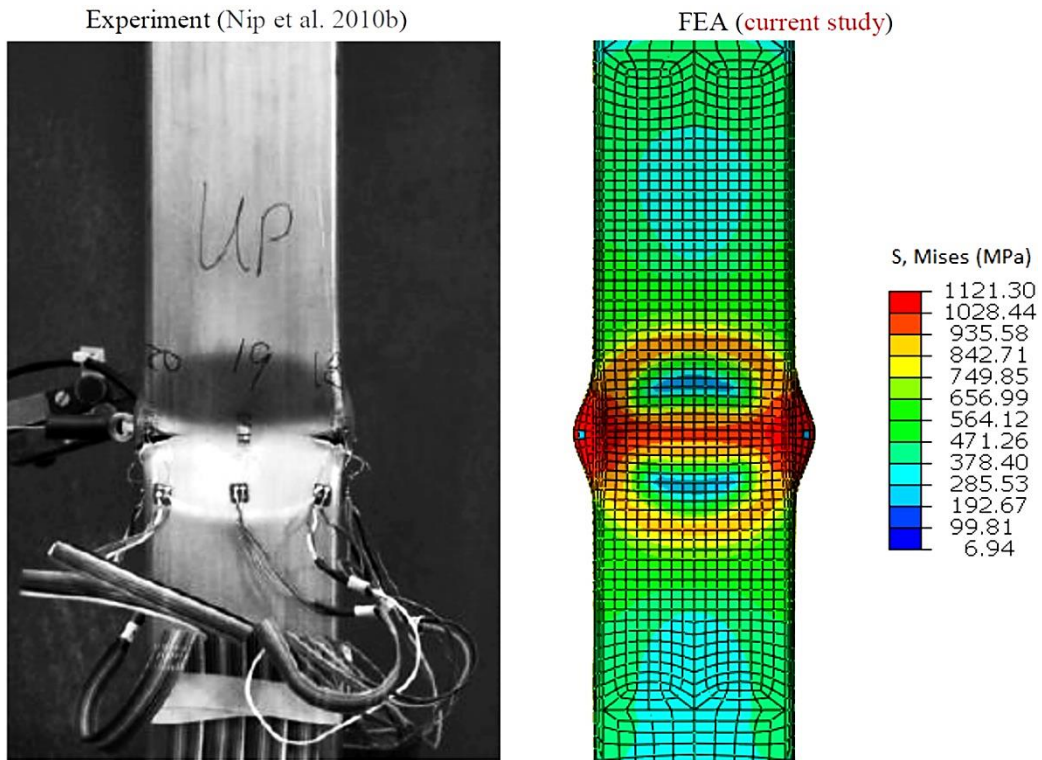 Experiment (Nip et al. 2010b)
FEA (current study)
UP
20 19 18
S, Mises (MPa)
1121.30
1028.44
935.58
842.71
749.85
656.99
564.12
471.26
378.40
285.53
192.67
99.81
6.94